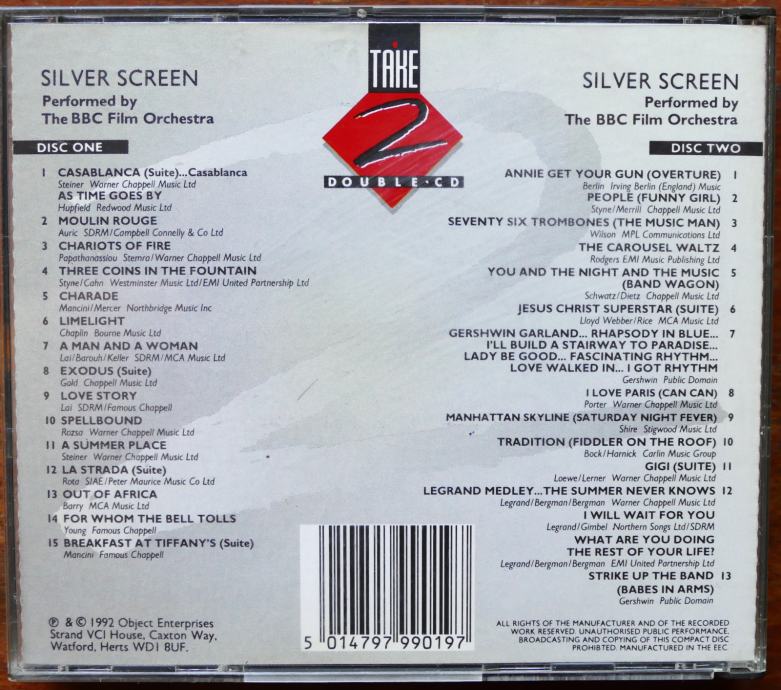 TAKE
2
DOUBLE·CD
SILVER SCREEN
Performed by
The BBC Film Orchestra
DISC ONE
1 CASABLANCA (Suite)...Casablanca
Steiner Warner Chappell Music Ltd
AS TIME GOES BY
Hupfield Redwood Music Ltd
2 MOULIN ROUGE
Auric SDRM/Campbell Connelly & Co Ltd
3 CHARIOTS OF FIRE
Papathanassiou Stemra/Warner Chappell Music Ltd
4 THREE COINS IN THE FOUNTAIN
Styne/Cahn Westminster Music Ltd/EMI United Partnership Ltd
5 CHARADE
Mancini/Mercer Northbridge Music Inc
6 LIMELIGHT
Chaplin Bourne Music Ltd
7 A MAN AND A WOMAN
Lai/Barouh/Keller SDRM/MCA Music Ltd
8 EXODUS (Suite)
Gold Chappell Music Ltd
9 LOVE STORY
Lai SDRM/Famous Chappell
10 SPELLBOUND
Rozsa Warner Chappell Music Ltd
11 A SUMMER PLACE
Steiner Warner Chappell Music Ltd
12 LA STRADA (Suite)
Rota SIAE/Peter Maurice Music Co Ltd
13 OUT OF AFRICA
Barry MCA Music Ltd
14 FOR WHOM THE BELL TOLLS
Young Famous Chappell
15 BREAKFAST AT TIFFANY'S (Suite)
Mancini Famous Chappell
℗ & © 1992 Object Enterprises
Strand VCI House, Caxton Way,
Watford, Herts WD1 8UF.
5 014797 990197
SILVER SCREEN
Performed by
The BBC Film Orchestra
DISC TWO
ANNIE GET YOUR GUN (OVERTURE) 1
Berlin Irving Berlin (England) Music
PEOPLE (FUNNY GIRL) 2
Styne/Merrill Chappell Music Ltd
SEVENTY SIX TROMBONES (THE MUSIC MAN) 3
Wilson MPL Communications Ltd
THE CAROUSEL WALTZ 4
Rodgers EMI Music Publishing Ltd
YOU AND THE NIGHT AND THE MUSIC 5
(BAND WAGON)
Schwatz/Dietz Chappell Music Ltd
JESUS CHRIST SUPERSTAR (SUITE) 6
Lloyd Webber/Rice MCA Music Ltd
GERSHWIN GARLAND... RHAPSODY IN BLUE... 7
I'LL BUILD A STAIRWAY TO PARADISE...
LADY BE GOOD... FASCINATING RHYTHM...
LOVE WALKED IN... I GOT RHYTHM
Gershwin Public Domain
I LOVE PARIS (CAN CAN) 8
Porter Warner Chappell Music Ltd
MANHATTAN SKYLINE (SATURDAY NIGHT FEVER) 9
Shire Stigwood Music Ltd
TRADITION (FIDDLER ON THE ROOF) 10
Bock/Harnick Carlin Music Group
GIGI (SUITE) 11
Loewe/Lerner Warner Chappell Music Ltd
LEGRAND MEDLEY...THE SUMMER NEVER KNOWS 12
Legrand/Bergman/Bergman Warner Chappell Music Ltd
I WILL WAIT FOR YOU
Legrand/Gimbel Northern Songs Ltd/SDRM
WHAT ARE YOU DOING
THE REST OF YOUR LIFE?
Legrand/Bergman/Bergman EMI United Partnership Ltd
STRIKE UP THE BAND 13
(BABES IN ARMS)
Gershwin Public Domain
ALL RIGHTS OF THE MANUFACTURER AND OF THE RECORDED
WORK RESERVED. UNAUTHORISED PUBLIC PERFORMANCE,
BROADCASTING AND COPYING OF THIS COMPACT DISC
PROHIBITED. MANUFACTURED IN THE EEC